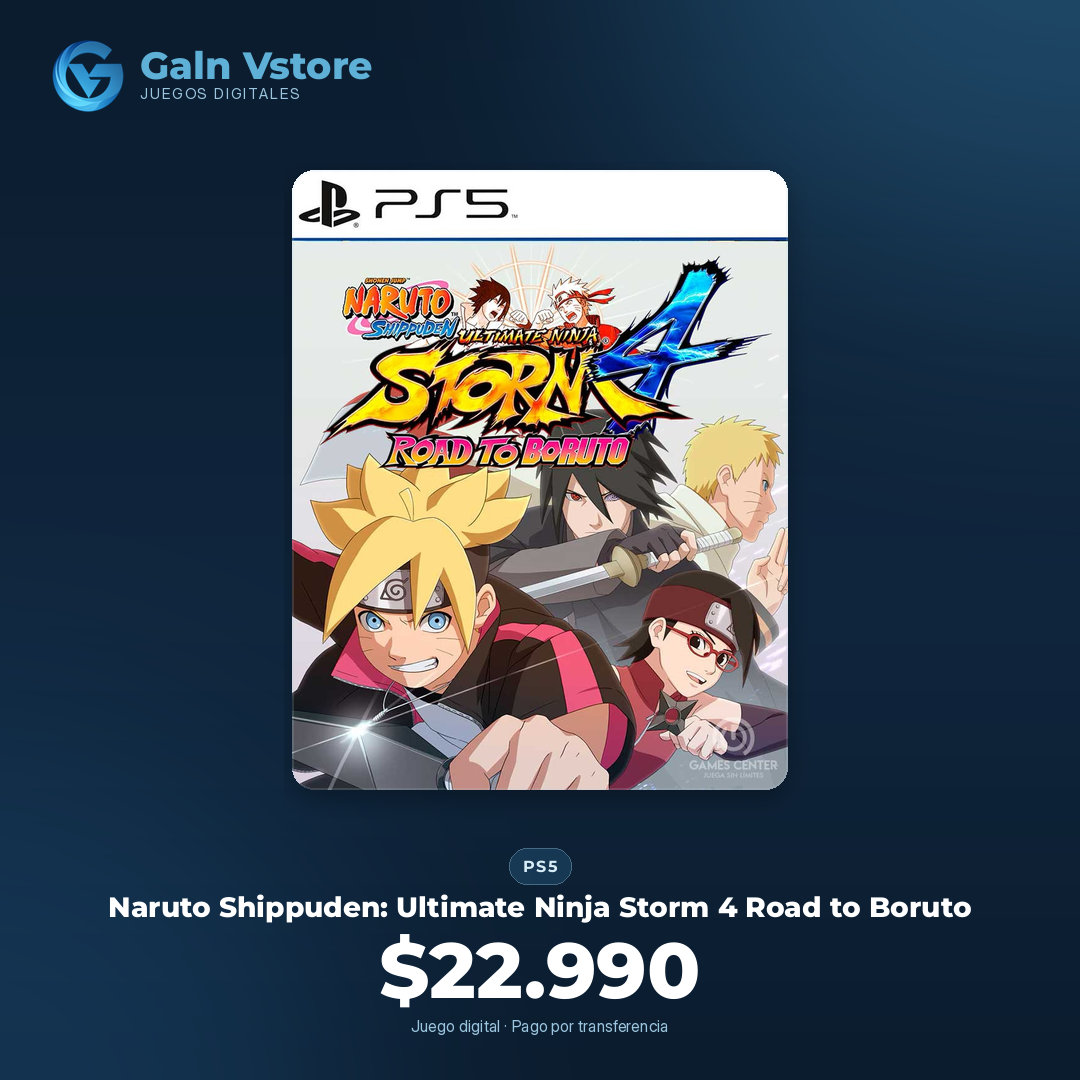 Galn Vstore
JUEGOS DIGITALES
PS5
SHONEN JUMP
NARUTO
SHIPPUDEN
ULTIMATE NINJA
STORM 4
ROAD TO BORUTO
GAMES CENTER
JUEGA SIN LIMITES
PS5
Naruto Shippuden: Ultimate Ninja Storm 4 Road to Boruto
$22.990
Juego digital · Pago por transferencia